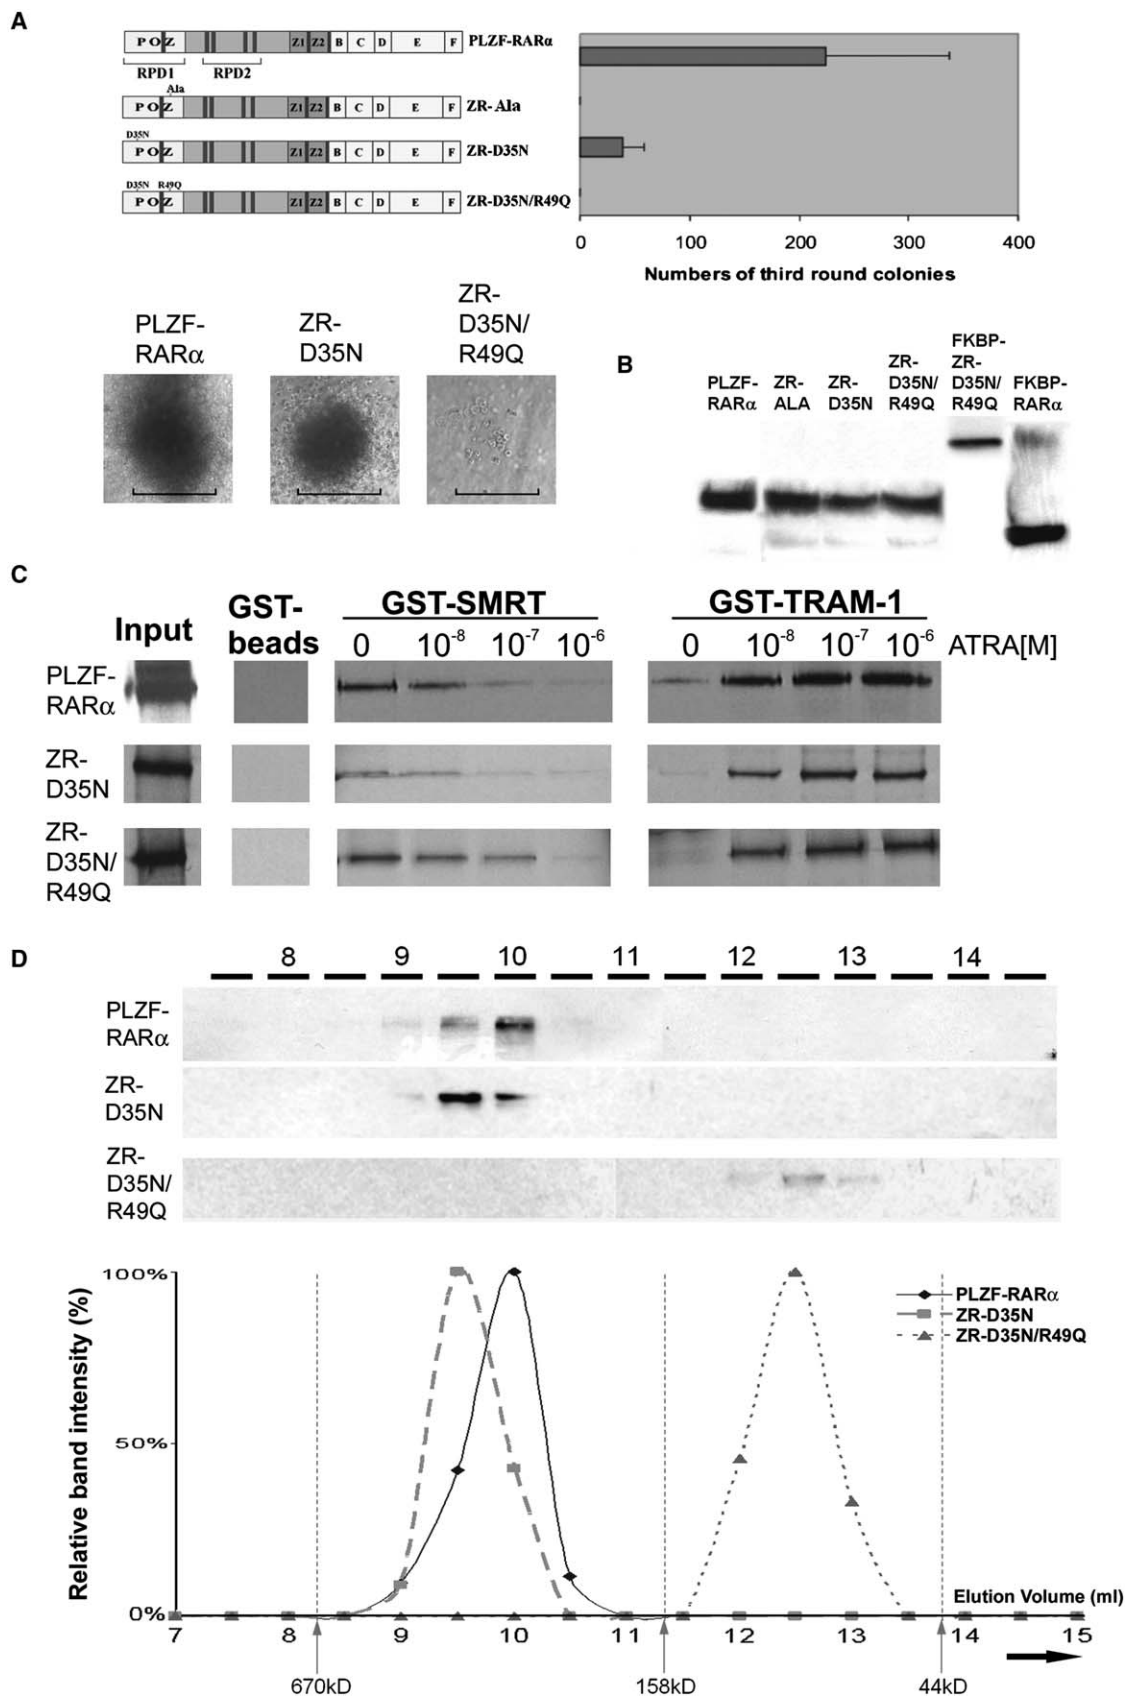 A
P O Z Z1 Z2 B C D E F PLZF-RARα
RPD1 RPD2
Ala
P O Z Z1 Z2 B C D E F ZR-Ala
D35N
P O Z Z1 Z2 B C D E F ZR-D35N
D35N R49Q
P O Z Z1 Z2 B C D E F ZR-D35N/R49Q
0 100 200 300 400
Numbers of third round colonies
PLZF-
RARα
ZR-
D35N
ZR-
D35N/
R49Q
B
PLZF-
RARα
ZR-
ALA
ZR-
D35N
ZR-
D35N/
R49Q
FKBP-
ZR-
D35N/
R49Q
FKBP-
RARα
C
Input
GST-
beads
GST-SMRT
GST-TRAM-1
0 10-8 10-7 10-6
0 10-8 10-7 10-6 ATRA[M]
PLZF-
RARα
ZR-
D35N
ZR-
D35N/
R49Q
D
8 9 10 11 12 13 14
PLZF-
RARα
ZR-
D35N
ZR-
D35N/
R49Q
Relative band intensity (%)
100%
50%
0%
PLZF-RARα
ZR-D35N
ZR-D35N/R49Q
Elution Volume (ml)
7 8 9 10 11 12 13 14 15
670kD 158kD 44kD